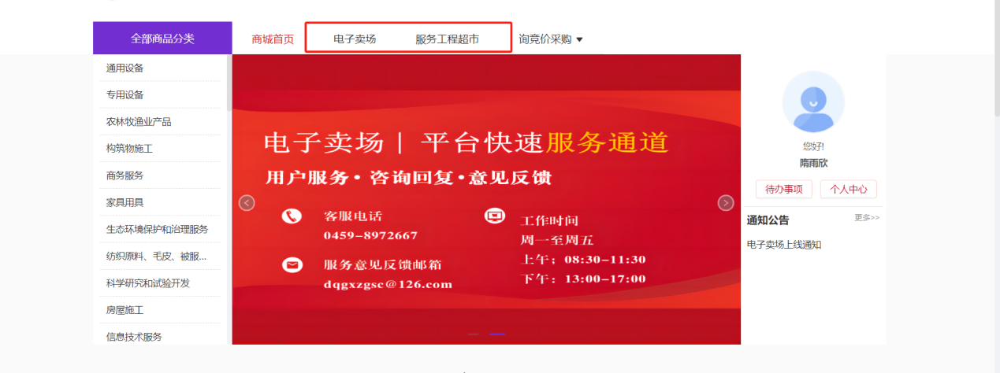 全部商品分类 商城首页 电子卖场 服务工程超市 询竞价采购
通用设备
专用设备
农林牧渔业产品
构筑物施工
商务服务
家具用具
生态环境保护和治理服务
纺织原料、毛皮、被服...
科学研究和试验开发
房屋施工
信息技术服务
电子卖场｜平台快速服务通道
用户服务·咨询回复·意见反馈
客服电话
0459-8972667
服务意见反馈邮箱
dqgxzgsc@126.com
工作时间
周一至周五
上午；08:30-11:30
下午：13:00-17:00
您好!
隋雨欣
待办事项 个人中心
通知公告 更多>>
电子卖场上线通知